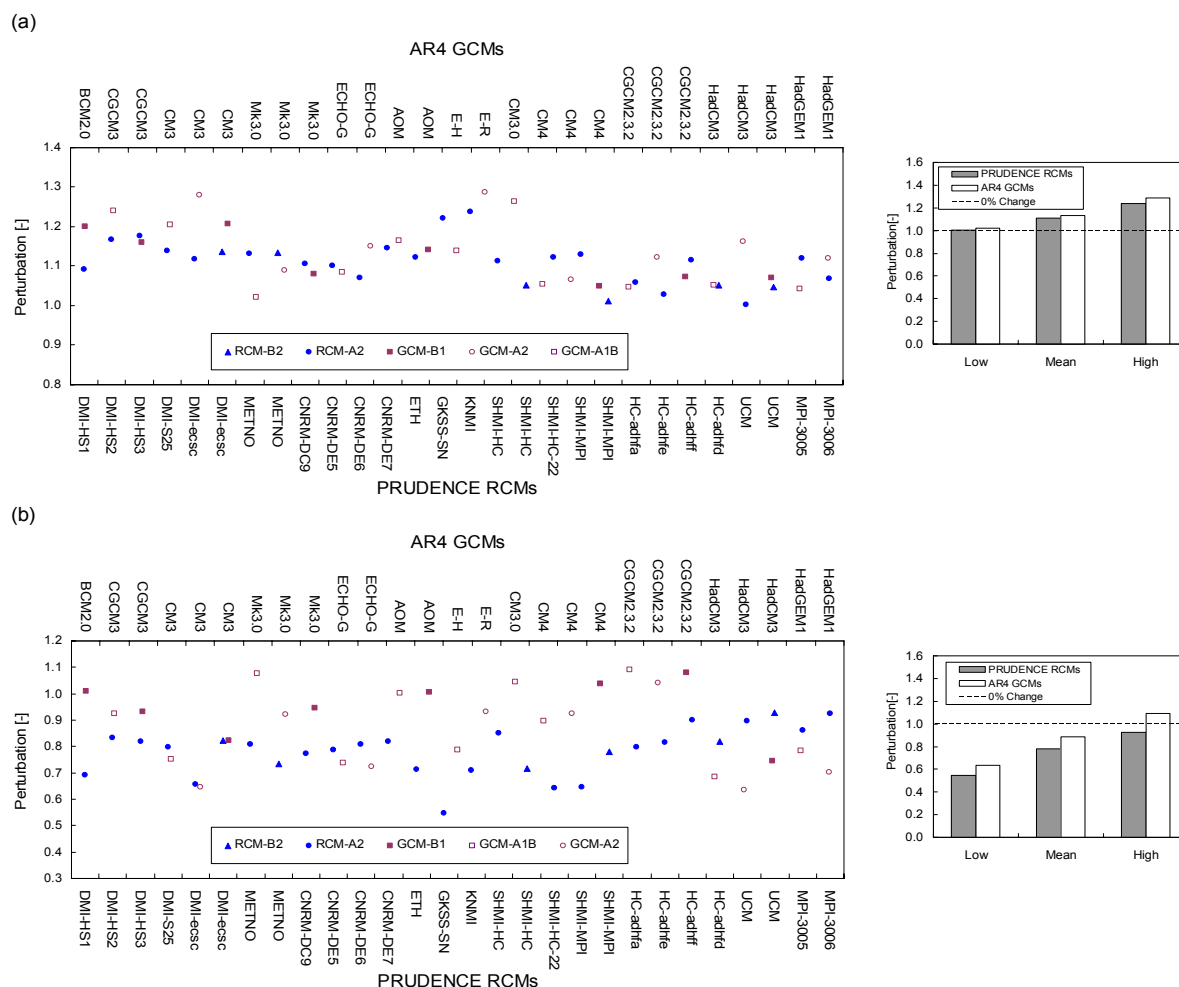 (a)
AR4 GCMs
BCM2.0
CGCM3
CGCM3
CM3
CM3
CM3
Mk3.0
Mk3.0
Mk3.0
ECHO-G
ECHO-G
AOM
AOM
E-H
E-R
CM3.0
CM4
CM4
CM4
CGCM2.3.2
CGCM2.3.2
CGCM2.3.2
HadCM3
HadCM3
HadCM3
HadGEM1
HadGEM1
Perturbation [-]
1.4
1.3
1.2
1.1
1.0
0.9
0.8
RCM-B2 RCM-A2 GCM-B1 GCM-A2 GCM-A1B
DMI-HS1
DMI-HS2
DMI-HS3
DMI-S25
DMI-ecsc
DMI-ecsc
METNO
METNO
CNRM-DC9
CNRM-DE5
CNRM-DE6
CNRM-DE7
ETH
GKSS-SN
KNMI
SHMI-HC
SHMI-HC
SHMI-HC-22
SHMI-MPI
SHMI-MPI
HC-adhfa
HC-adhfe
HC-adhff
HC-adhfd
UCM
UCM
MPI-3005
MPI-3006
PRUDENCE RCMs
Perturbation[-]
1.6
1.4
1.2
1.0
0.8
0.6
0.4
0.2
0.0
PRUDENCE RCMs
AR4 GCMs
0% Change
Low Mean High
(b)
AR4 GCMs
BCM2.0
CGCM3
CGCM3
CM3
CM3
CM3
Mk3.0
Mk3.0
Mk3.0
ECHO-G
ECHO-G
AOM
AOM
E-H
E-R
CM3.0
CM4
CM4
CM4
CGCM2.3.2
CGCM2.3.2
CGCM2.3.2
HadCM3
HadCM3
HadCM3
HadGEM1
HadGEM1
Perturbation [-]
1.2
1.1
1.0
0.9
0.8
0.7
0.6
0.5
0.4
0.3
RCM-B2 RCM-A2 GCM-B1 GCM-A1B GCM-A2
DMI-HS1
DMI-HS2
DMI-HS3
DMI-S25
DMI-ecsc
DMI-ecsc
METNO
METNO
CNRM-DC9
CNRM-DE5
CNRM-DE6
CNRM-DE7
ETH
GKSS-SN
KNMI
SHMI-HC
SHMI-HC
SHMI-HC-22
SHMI-MPI
SHMI-MPI
HC-adhfa
HC-adhfe
HC-adhff
HC-adhfd
UCM
UCM
MPI-3005
MPI-3006
PRUDENCE RCMs
Perturbation[-]
1.6
1.4
1.2
1.0
0.8
0.6
0.4
0.2
0.0
PRUDENCE RCMs
AR4 GCMs
0% Change
Low Mean High